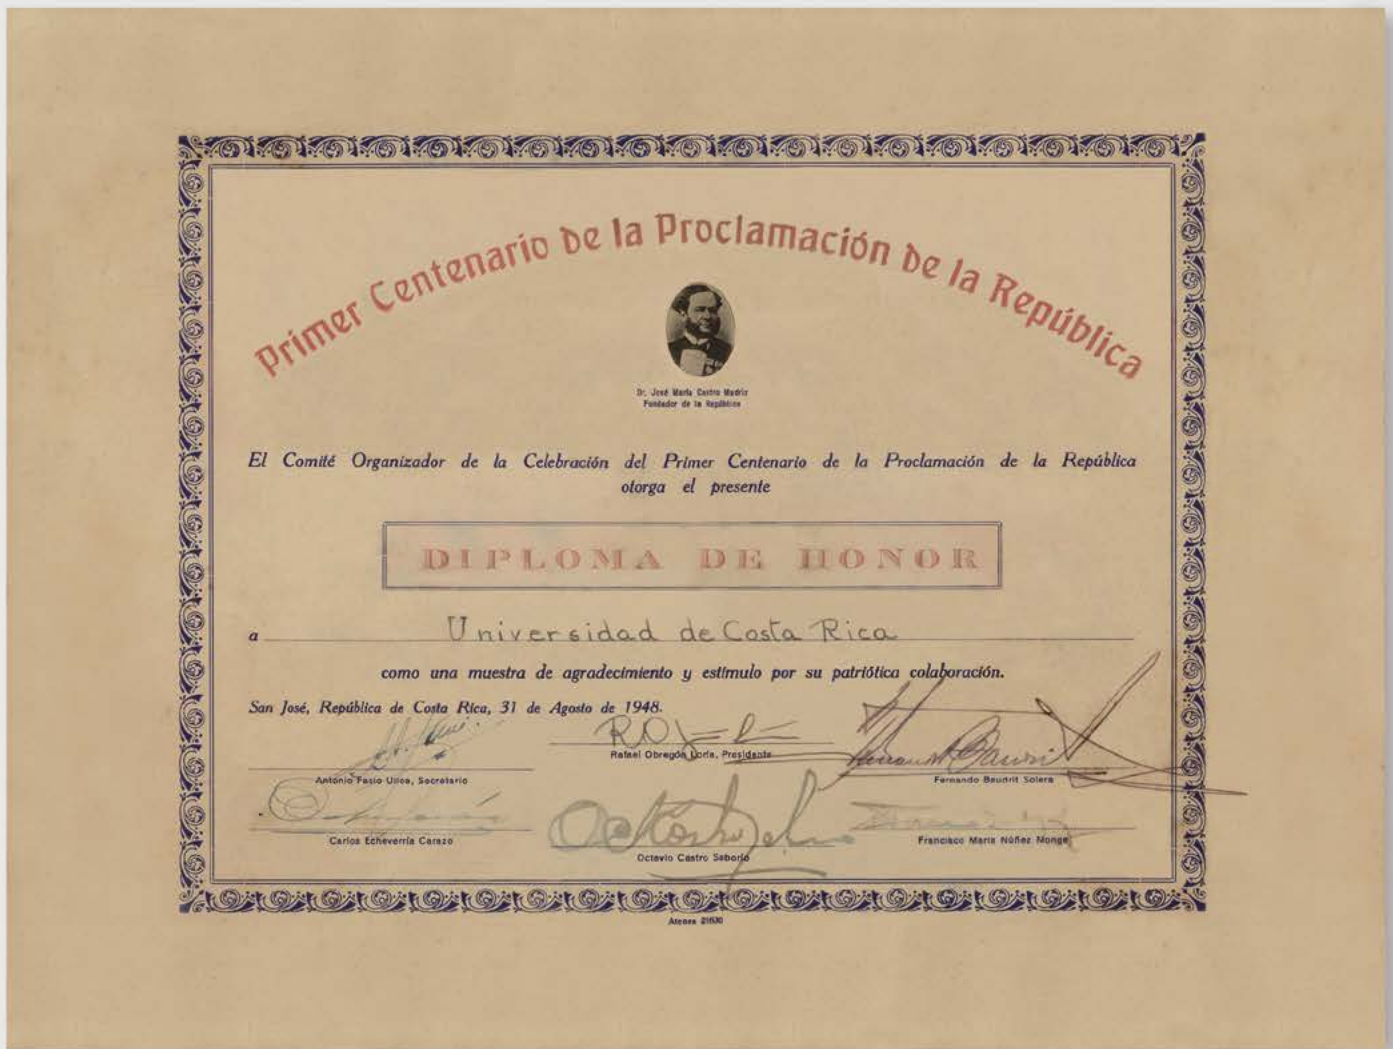 Primer Centenario de la Proclamación de la República
Dr. José María Castro Madriz
Fundador de la República
El Comité Organizador de la Celebración del Primer Centenario de la Proclamación de la República
otorga el presente
DIPLOMA DE HONOR
a Universidad de Costa Rica
como una muestra de agradecimiento y estímulo por su patriótica colaboración.
San José, República de Costa Rica, 31 de Agosto de 1948.
Antonio Facio Ulloa, Secretario
Rafael Obregón Loría, Presidente
Fernando Baudrit Solera
Carlos Echeverría Carazo
Octavio Castro Saborío
Francisco María Núñez Monge
Atenea